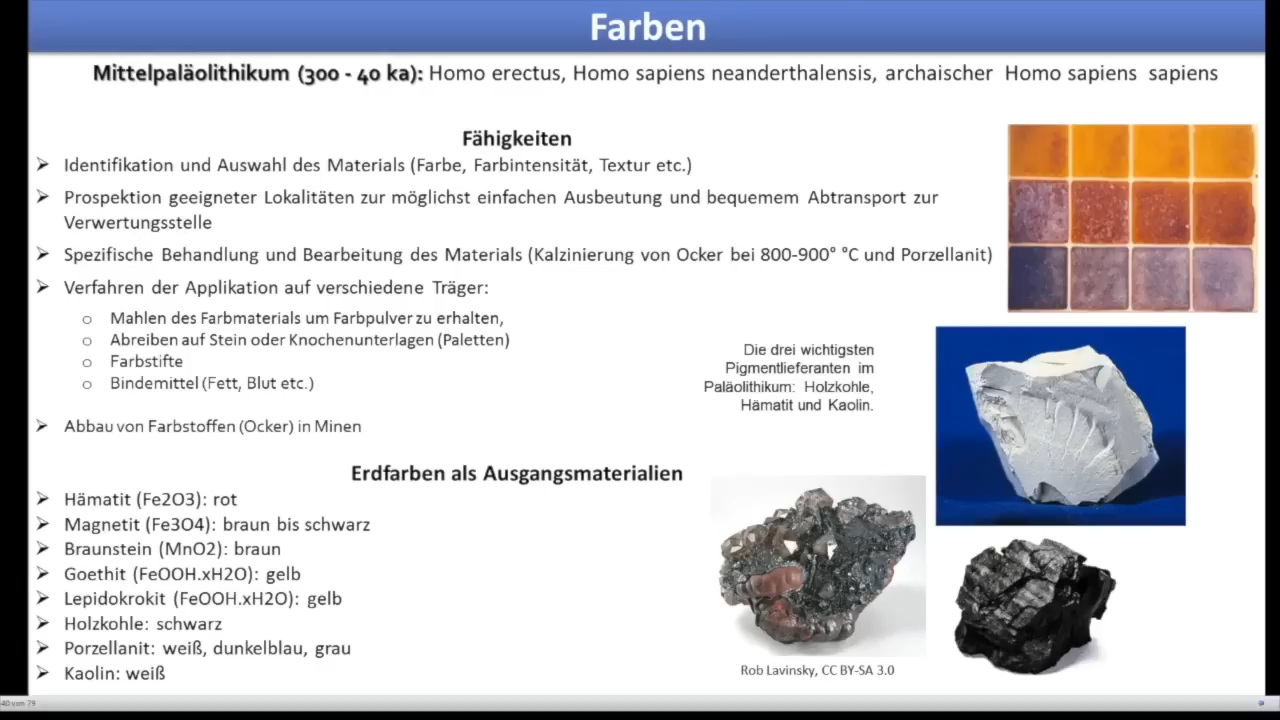 Farben
Mittelpaläolithikum (300 - 40 ka): Homo erectus, Homo sapiens neanderthalensis, archaischer Homo sapiens sapiens
Fähigkeiten
Identifikation und Auswahl des Materials (Farbe, Farbintensität, Textur etc.)
Prospektion geeigneter Lokalitäten zur möglichst einfachen Ausbeutung und bequemem Abtransport zur
Verwertungsstelle
Spezifische Behandlung und Bearbeitung des Materials (Kalzinierung von Ocker bei 800-900° °C und Porzellanit)
Verfahren der Applikation auf verschiedene Träger:
Mahlen des Farbmaterials um Farbpulver zu erhalten,
Abreiben auf Stein oder Knochenunterlagen (Paletten)
Farbstifte
Bindemittel (Fett, Blut etc.)
Abbau von Farbstoffen (Ocker) in Minen
Die drei wichtigsten
Pigmentlieferanten im
Paläolithikum: Holzkohle,
Hämatit und Kaolin.
Erdfarben als Ausgangsmaterialien
Hämatit (Fe2O3): rot
Magnetit (Fe3O4): braun bis schwarz
Braunstein (MnO2): braun
Goethit (FeOOH.xH2O): gelb
Lepidokrokit (FeOOH.xH2O): gelb
Holzkohle: schwarz
Porzellanit: weiß, dunkelblau, grau
Kaolin: weiß
Rob Lavinsky, CC BY-SA 3.0
40 von 79